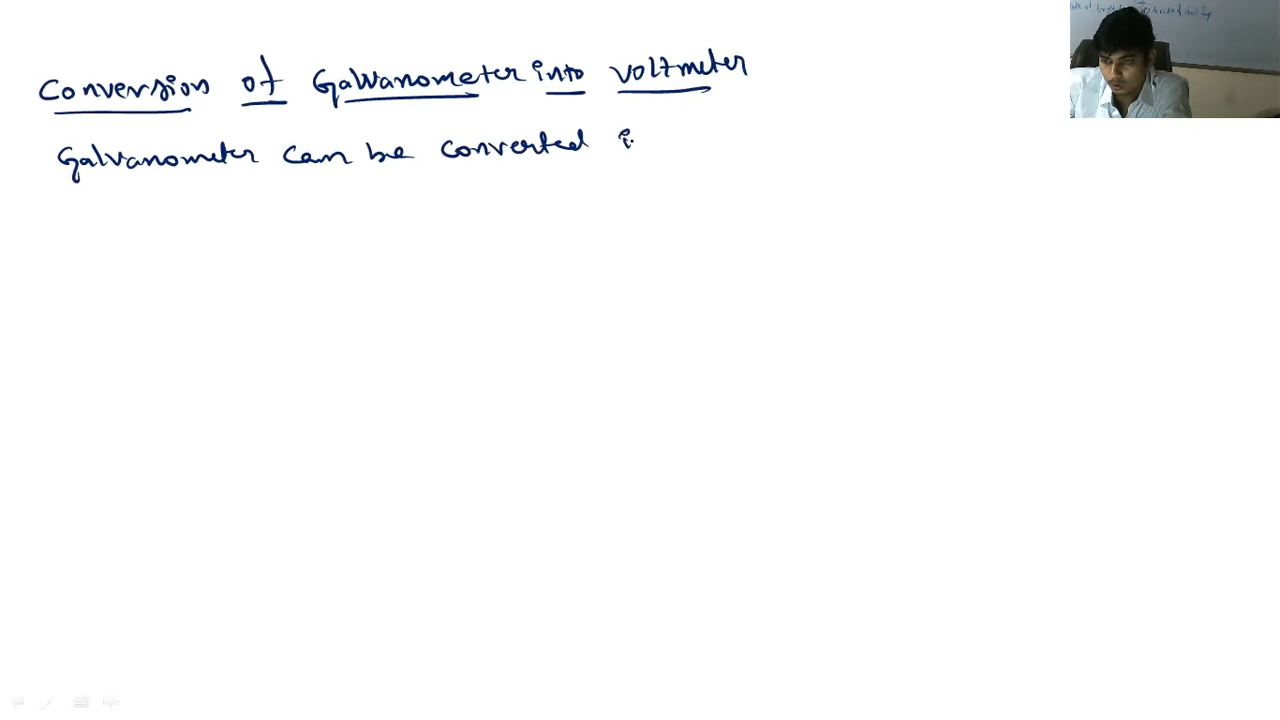 Conversion of Galvanometer into voltmeter
Galvanometer can be converted i